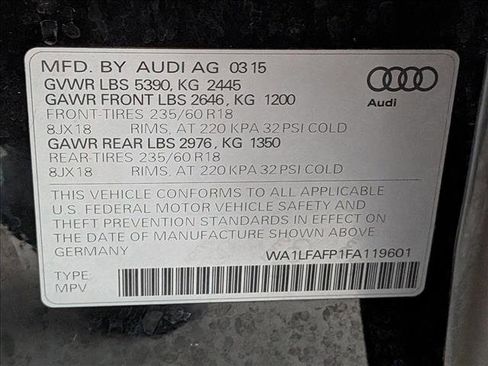 MFD. BY AUDI AG 03 15
GVWR LBS 5390, KG 2445
GAWR FRONT LBS 2646, KG 1200
FRONT-TIRES 235/60 R18
8JX18 RIMS, AT 220 KPA 32 PSI COLD
GAWR REAR LBS 2976, KG 1350
REAR-TIRES 235/60 R18
8JX18 RIMS, AT 220 KPA 32 PSI COLD
Audi
THIS VEHICLE CONFORMS TO ALL APPLICABLE
U.S. FEDERAL MOTOR VEHICLE SAFETY AND
THEFT PREVENTION STANDARDS IN EFFECT ON
THE DATE OF MANUFACTURE SHOWN ABOVE.
GERMANY
WA1LFAFP1FA119601
TYPE:
MPV